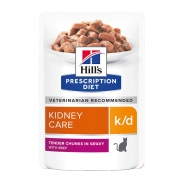 Hill's
PRESCRIPTION
DIET
VETERINARIAN RECOMMENDED
KIDNEY
CARE
k/d
TENDER CHUNKS IN GRAVY
WITH BEEF